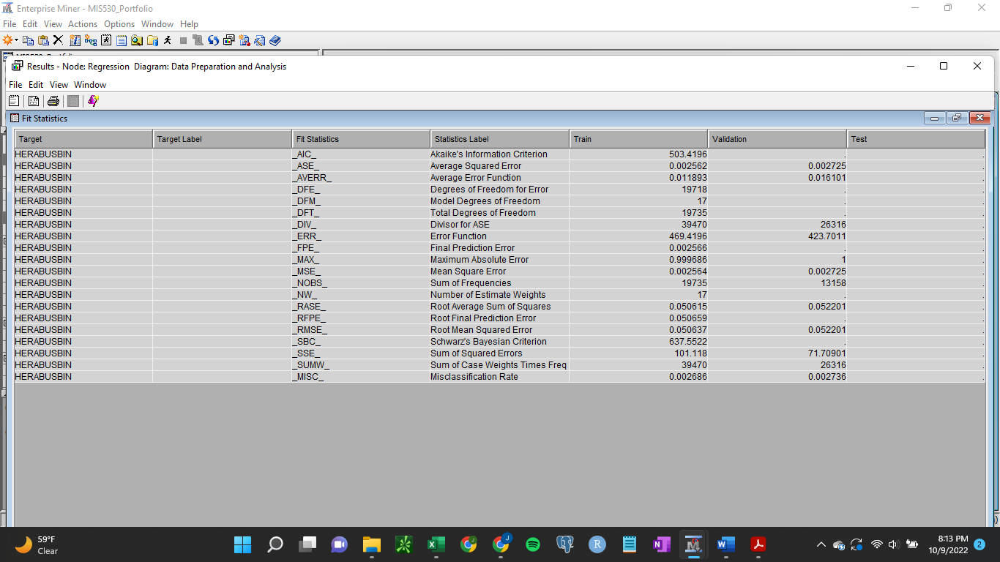 Enterprise Miner - MIS530_Portfolio
File Edit View Actions Options Window Help
Results - Node: Regression Diagram: Data Preparation and Analysis
File Edit View Window
Fit Statistics
Target Target Label Fit Statistics Statistics Label Train Validation Test
HERABUSBIN _AIC_ Akaike's Information Criterion 503.4196 . .
HERABUSBIN _ASE_ Average Squared Error 0.002562 0.002725 .
HERABUSBIN _AVERR_ Average Error Function 0.011893 0.016101 .
HERABUSBIN _DFE_ Degrees of Freedom for Error 19718 . .
HERABUSBIN _DFM_ Model Degrees of Freedom 17 . .
HERABUSBIN _DFT_ Total Degrees of Freedom 19735 . .
HERABUSBIN _DIV_ Divisor for ASE 39470 26316 .
HERABUSBIN _ERR_ Error Function 469.4196 423.7011 .
HERABUSBIN _FPE_ Final Prediction Error 0.002566 . .
HERABUSBIN _MAX_ Maximum Absolute Error 0.999686 1 .
HERABUSBIN _MSE_ Mean Square Error 0.002564 0.002725 .
HERABUSBIN _NOBS_ Sum of Frequencies 19735 13158 .
HERABUSBIN _NW_ Number of Estimate Weights 17 . .
HERABUSBIN _RASE_ Root Average Sum of Squares 0.050615 0.052201 .
HERABUSBIN _RFPE_ Root Final Prediction Error 0.050659 . .
HERABUSBIN _RMSE_ Root Mean Squared Error 0.050637 0.052201 .
HERABUSBIN _SBC_ Schwarz's Bayesian Criterion 637.5522 . .
HERABUSBIN _SSE_ Sum of Squared Errors 101.118 71.70901 .
HERABUSBIN _SUMW_ Sum of Case Weights Times Freq 39470 26316 .
HERABUSBIN _MISC_ Misclassification Rate 0.002686 0.002736 .
59°F
Clear
8:13 PM
10/9/2022
2